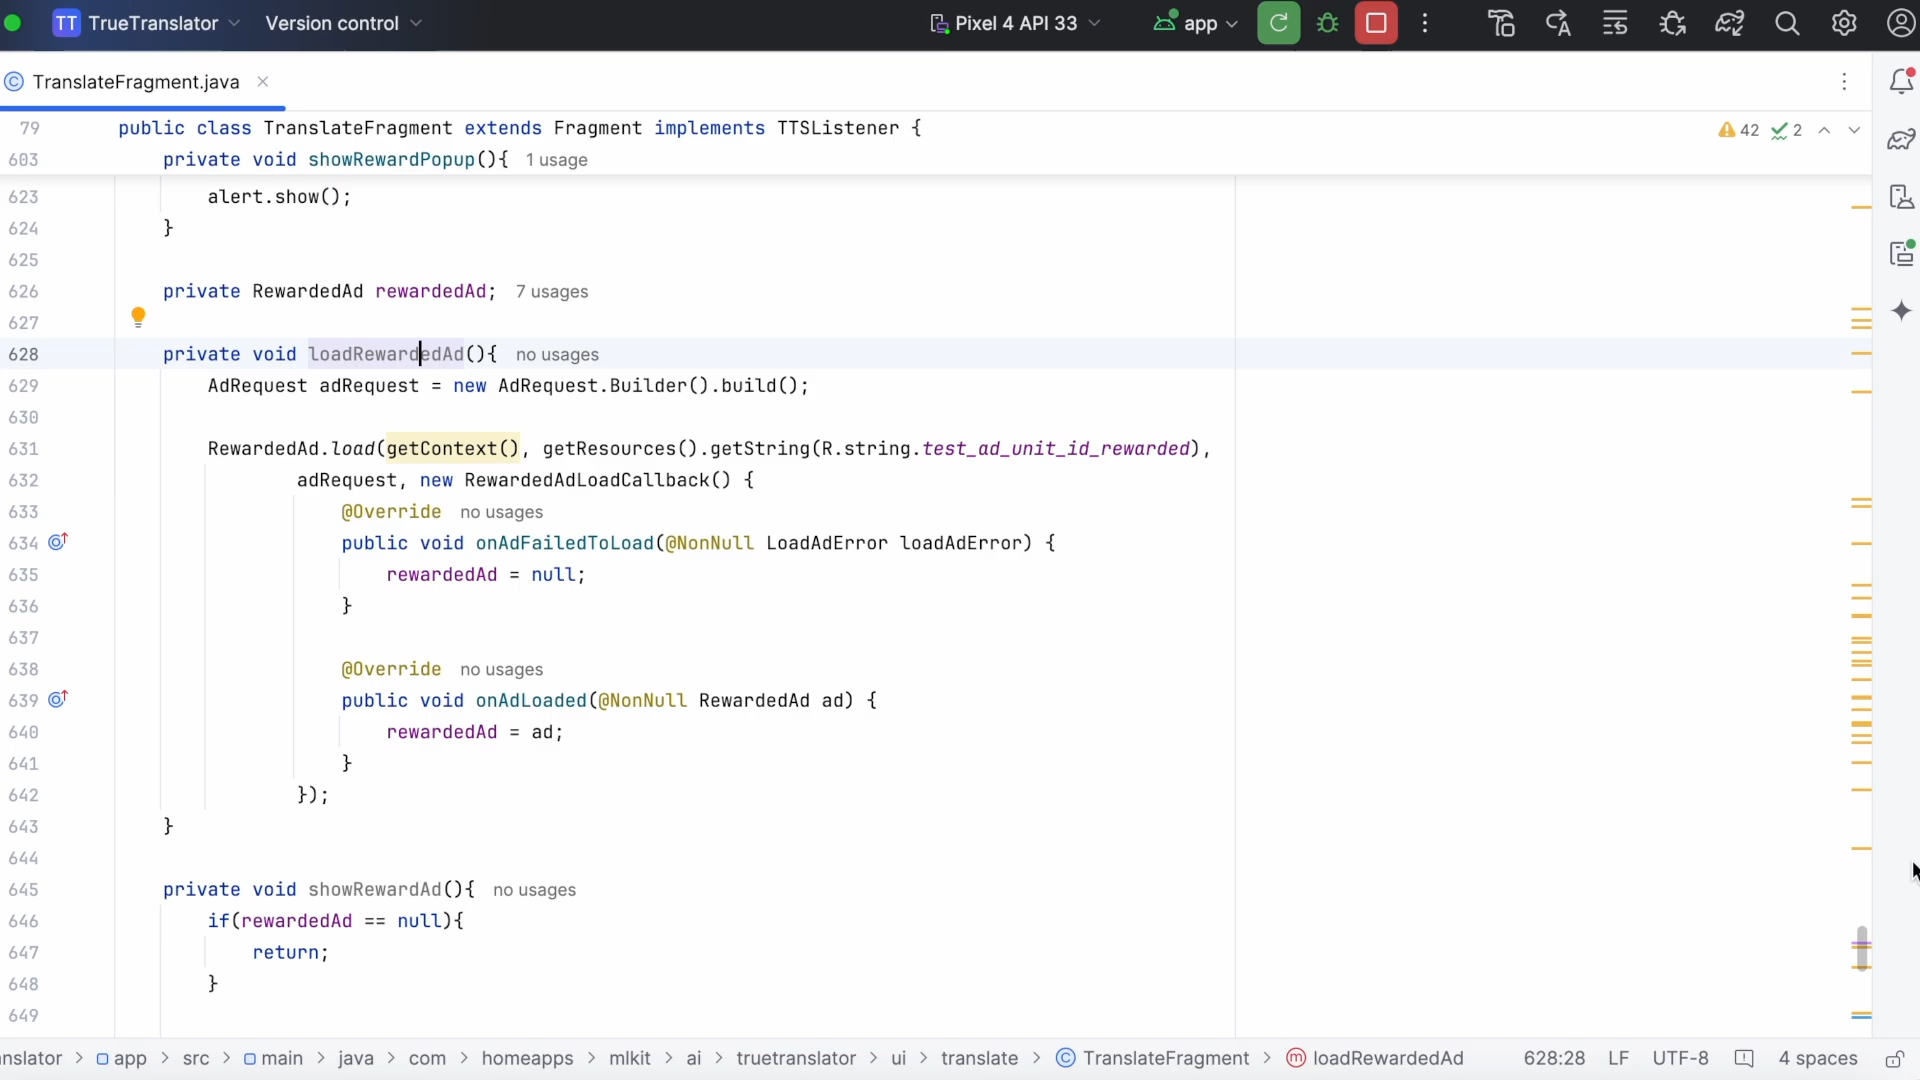 TT TrueTranslator Version control Pixel 4 API 33 app
TranslateFragment.java
79 public class TranslateFragment extends Fragment implements TTSListener { 42 2
603 private void showRewardPopup(){ 1 usage
623 alert.show();
624 }
625
626 private RewardedAd rewardedAd; 7 usages
627
628 private void loadRewardedAd(){ no usages
629 AdRequest adRequest = new AdRequest.Builder().build();
630
631 RewardedAd.load(getContext(), getResources().getString(R.string.test_ad_unit_id_rewarded),
632 adRequest, new RewardedAdLoadCallback() {
633 @Override no usages
634 public void onAdFailedToLoad(@NonNull LoadAdError loadAdError) {
635 rewardedAd = null;
636 }
637
638 @Override no usages
639 public void onAdLoaded(@NonNull RewardedAd ad) {
640 rewardedAd = ad;
641 }
642 });
643 }
644
645 private void showRewardAd(){ no usages
646 if(rewardedAd == null){
647 return;
648 }
649
anslator > app > src > main > java > com > homeapps > mlkit > ai > truetranslator > ui > translate > TranslateFragment > loadRewardedAd 628:28 LF UTF-8 4 spaces